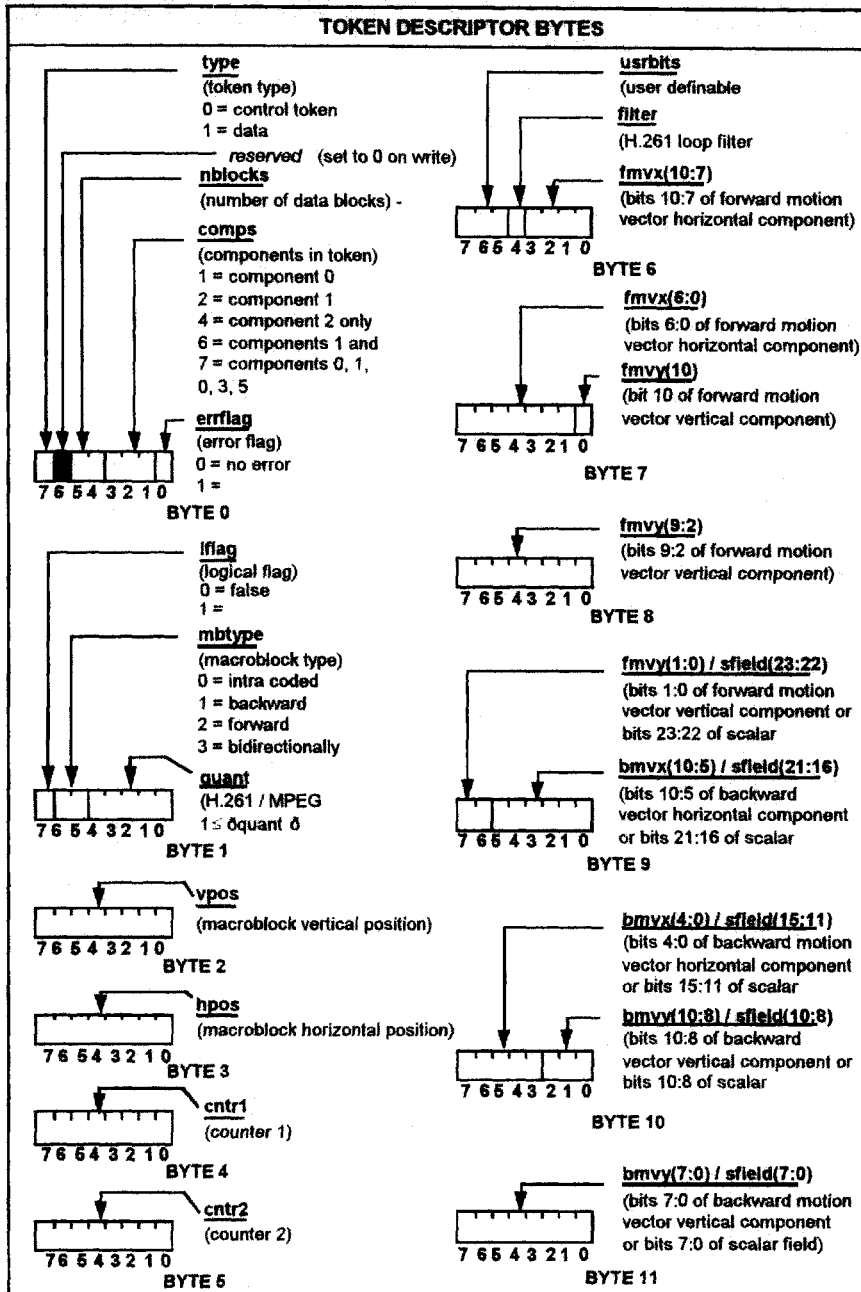 TOKEN DESCRIPTOR BYTES
type
(token type)
0 = control token
1 = data
reserved (set to 0 on write)
nblocks
(number of data blocks) -
comps
(components in token)
1 = component 0
2 = component 1
4 = component 2 only
6 = components 1 and
7 = components 0, 1,
0, 3, 5
errflag
(error flag)
0 = no error
1 =
7 6 5 4 3 2 1 0
BYTE 0
lflag
(logical flag)
0 = false
1 =
mbtype
(macroblock type)
0 = intra coded
1 = backward
2 = forward
3 = bidirectionally
quant
(H.261 / MPEG
1≤ ðquant ð
7 6 5 4 3 2 1 0
BYTE 1
vpos
(macroblock vertical position)
7 6 5 4 3 2 1 0
BYTE 2
hpos
(macroblock horizontal position)
7 6 5 4 3 2 1 0
BYTE 3
cntr1
(counter 1)
7 6 5 4 3 2 1 0
BYTE 4
cntr2
(counter 2)
7 6 5 4 3 2 1 0
BYTE 5
usrbits
(user definable
filter
(H.261 loop filter
fmvx(10:7)
(bits 10:7 of forward motion
vector horizontal component)
7 6 5 4 3 2 1 0
BYTE 6
fmvx(6:0)
(bits 6:0 of forward motion
vector horizontal component)
fmvy(10)
(bit 10 of forward motion
vector vertical component)
7 6 5 4 3 2 1 0
BYTE 7
fmvy(9:2)
(bits 9:2 of forward motion
vector vertical component)
7 6 5 4 3 2 1 0
BYTE 8
fmvy(1:0) / sfield(23:22)
(bits 1:0 of forward motion
vector vertical component or
bits 23:22 of scalar
bmvx(10:5) / sfield(21:16)
(bits 10:5 of backward
vector horizontal component
or bits 21:16 of scalar
7 6 5 4 3 2 1 0
BYTE 9
bmvx(4:0) / sfield(15:11)
(bits 4:0 of backward motion
vector horizontal component
or bits 15:11 of scalar
bmvy(10:8) / sfield(10:8)
(bits 10:8 of backward
vector vertical component or
bits 10:8 of scalar
7 6 5 4 3 2 1 0
BYTE 10
bmvy(7:0) / sfield(7:0)
(bits 7:0 of backward motion
vector vertical component
or bits 7:0 of scalar field)
7 6 5 4 3 2 1 0
BYTE 11